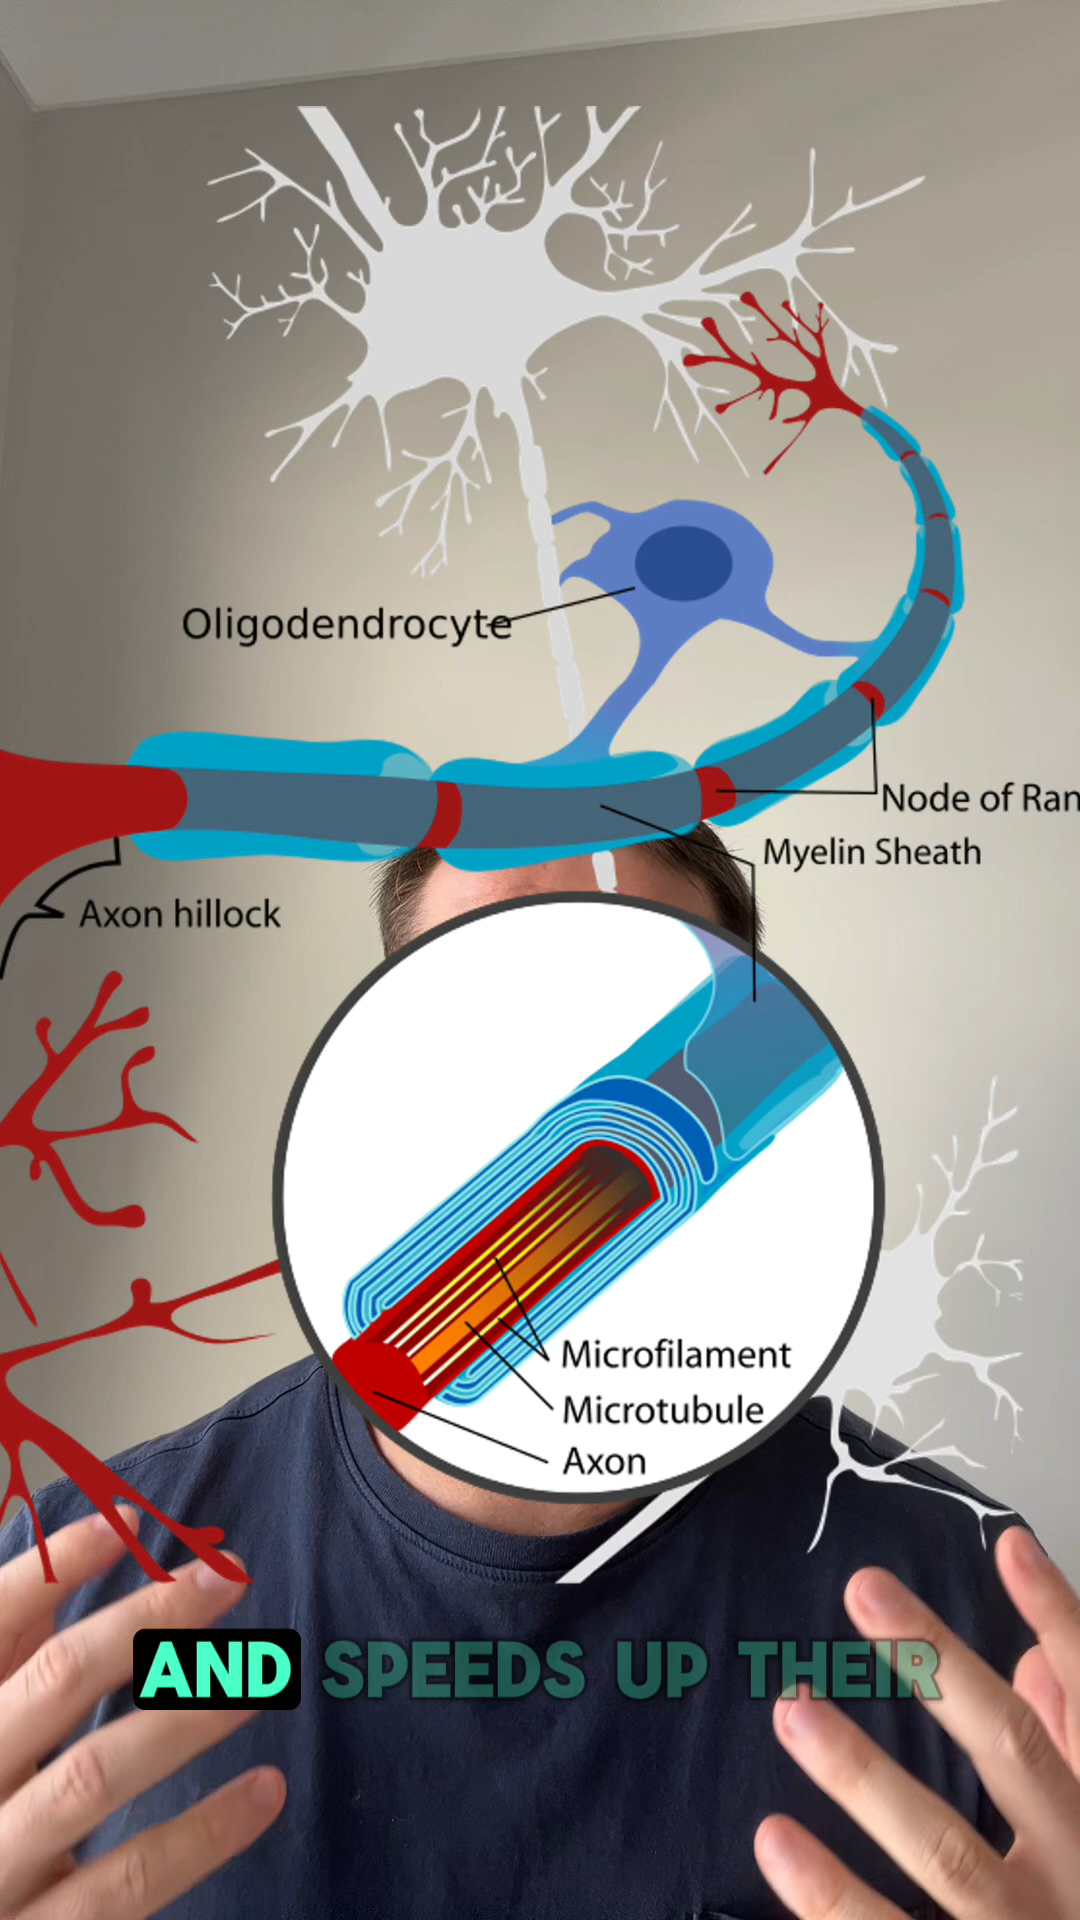 Oligodendrocyte
Node of Ran
Myelin Sheath
Axon hillock
Microfilament
Microtubule
Axon
AND SPEEDS UP THEIR